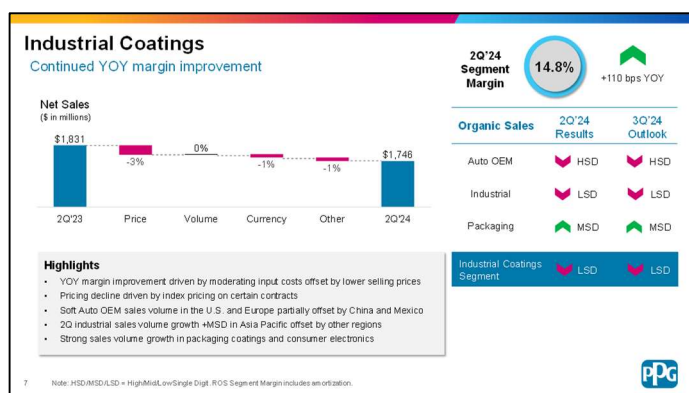 Industrial Coatings
Continued YOY margin improvement
2Q'24
Segment
Margin
14.8%
+110 bps YOY
Net Sales
($ in millions)
$1,831
-3%
0%
-1%
-1%
$1,746
2Q'23 Price Volume Currency Other 2Q'24
Organic Sales 2Q'24 Results 3Q'24 Outlook
Auto OEM HSD HSD
Industrial LSD LSD
Packaging MSD MSD
Industrial Coatings Segment LSD LSD
Highlights
• YOY margin improvement driven by moderating input costs offset by lower selling prices
• Pricing decline driven by index pricing on certain contracts
• Soft Auto OEM sales volume in the U.S. and Europe partially offset by China and Mexico
• 2Q industrial sales volume growth +MSD in Asia Pacific offset by other regions
• Strong sales volume growth in packaging coatings and consumer electronics
7 Note: HSD/MSD/LSD = High/Mid/Low Single Digit. ROS Segment Margin includes amortization.
PPG